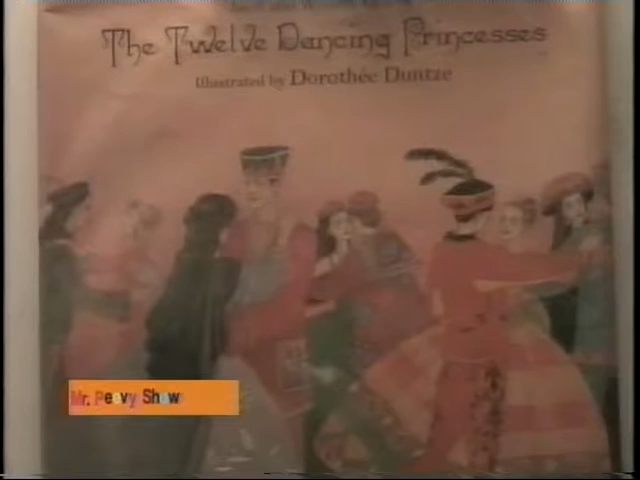 The Twelve Dancing Princesses
Illustrated by Dorothée Duntze
Mr. Peevy Show